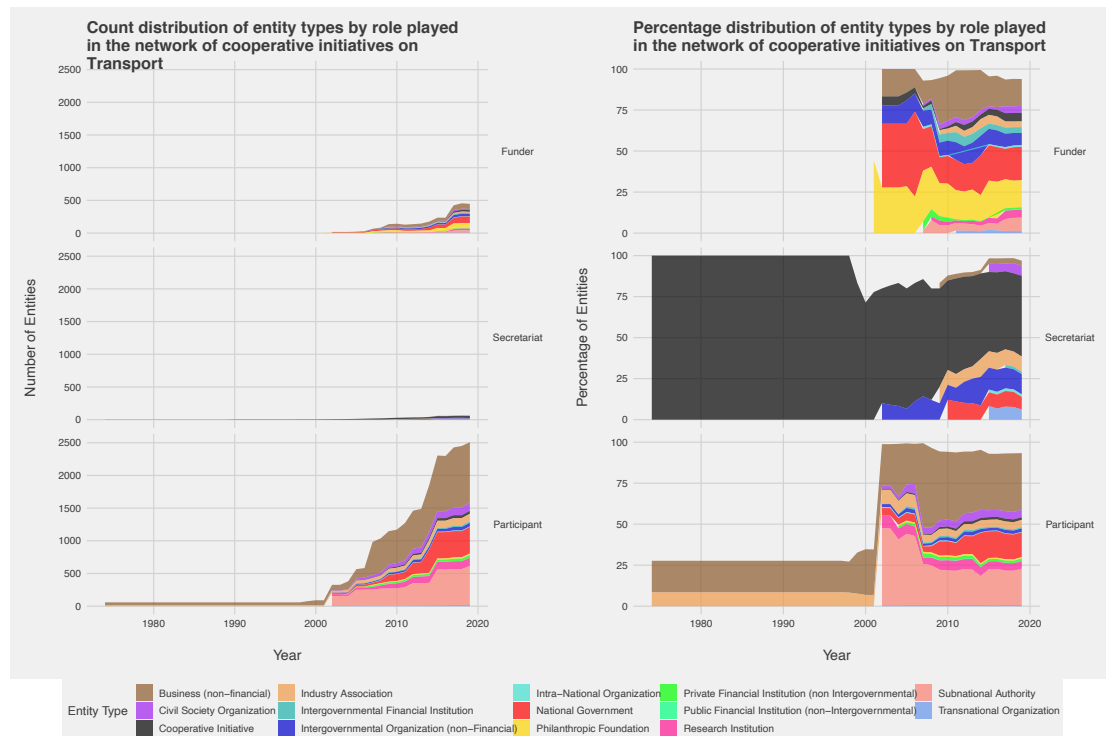 Count distribution of entity types by role played
in the network of cooperative initiatives on
Transport
Percentage distribution of entity types by role played
in the network of cooperative initiatives on Transport
Number of Entities
2500
2000
1500
1000
500
0
Funder
2500
2000
1500
1000
500
0
Secretariat
2500
2000
1500
1000
500
0
Participant
1980
1990
2000
2010
2020
Year
Percentage of Entities
100
75
50
25
0
Funder
100
75
50
25
0
Secretariat
100
75
50
25
0
Participant
1980
1990
2000
2010
2020
Year
Entity Type
Business (non−financial)
Civil Society Organization
Cooperative Initiative
Industry Association
Intergovernmental Financial Institution
Intergovernmental Organization (non−Financial)
Intra−National Organization
National Government
Philanthropic Foundation
Private Financial Institution (non Intergovernmental)
Public Financial Institution (non−Intergovernmental)
Research Institution
Subnational Authority
Transnational Organization